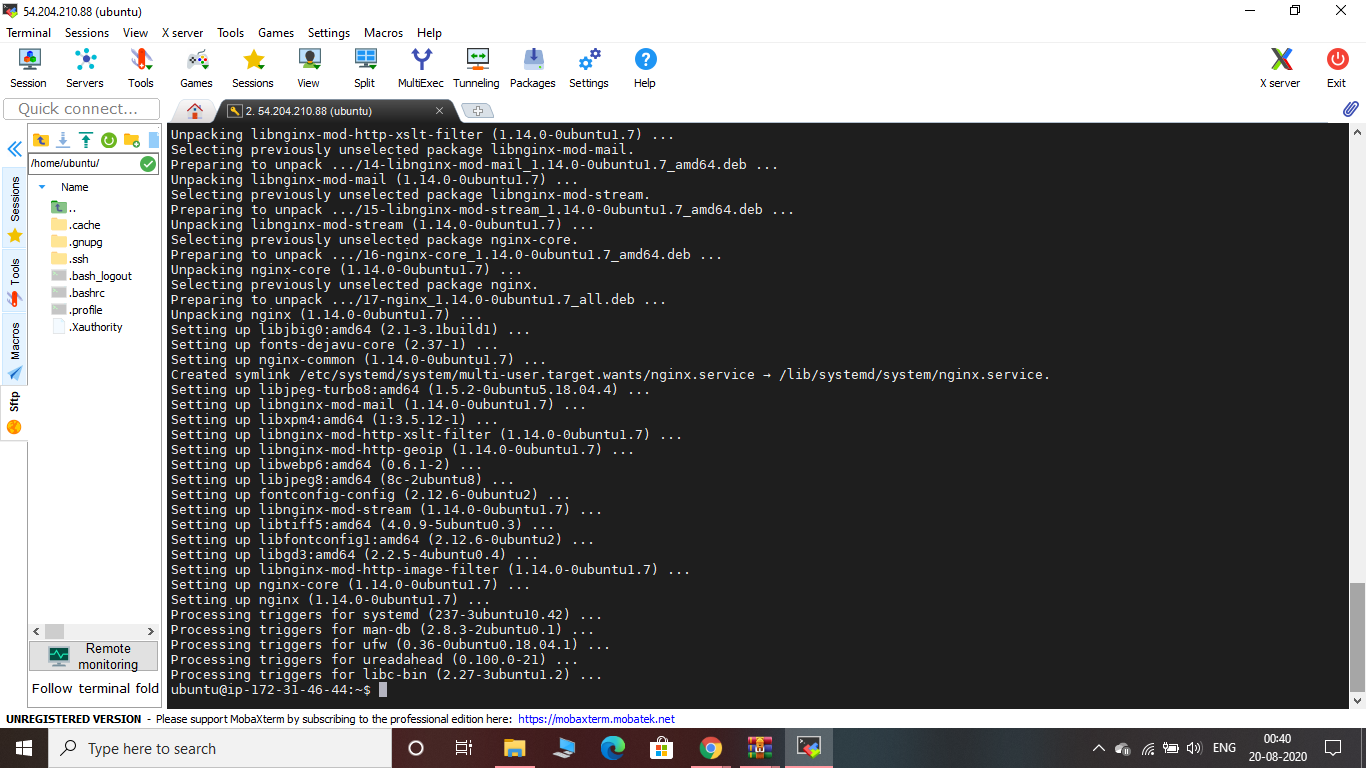 54.204.210.88 (ubuntu)
Terminal Sessions View X server Tools Games Settings Macros Help
Session Servers Tools Games Sessions View Split MultiExec Tunneling Packages Settings Help X server Exit
Quick connect...
2. 54.204.210.88 (ubuntu)
/home/ubuntu/
Name
..
.cache
.gnupg
.ssh
.bash_logout
.bashrc
.profile
.Xauthority
Sessions
Tools
Macros
Sftp
Remote
monitoring
Follow terminal fold
Unpacking libnginx-mod-http-xslt-filter (1.14.0-0ubuntu1.7) ...
Selecting previously unselected package libnginx-mod-mail.
Preparing to unpack .../14-libnginx-mod-mail_1.14.0-0ubuntu1.7_amd64.deb ...
Unpacking libnginx-mod-mail (1.14.0-0ubuntu1.7) ...
Selecting previously unselected package libnginx-mod-stream.
Preparing to unpack .../15-libnginx-mod-stream_1.14.0-0ubuntu1.7_amd64.deb ...
Unpacking libnginx-mod-stream (1.14.0-0ubuntu1.7) ...
Selecting previously unselected package nginx-core.
Preparing to unpack .../16-nginx-core_1.14.0-0ubuntu1.7_amd64.deb ...
Unpacking nginx-core (1.14.0-0ubuntu1.7) ...
Selecting previously unselected package nginx.
Preparing to unpack .../17-nginx_1.14.0-0ubuntu1.7_all.deb ...
Unpacking nginx (1.14.0-0ubuntu1.7) ...
Setting up libjbig0:amd64 (2.1-3.1build1) ...
Setting up fonts-dejavu-core (2.37-1) ...
Setting up nginx-common (1.14.0-0ubuntu1.7) ...
Created symlink /etc/systemd/system/multi-user.target.wants/nginx.service → /lib/systemd/system/nginx.service.
Setting up libjpeg-turbo8:amd64 (1.5.2-0ubuntu5.18.04.4) ...
Setting up libnginx-mod-mail (1.14.0-0ubuntu1.7) ...
Setting up libxpm4:amd64 (1:3.5.12-1) ...
Setting up libnginx-mod-http-xslt-filter (1.14.0-0ubuntu1.7) ...
Setting up libnginx-mod-http-geoip (1.14.0-0ubuntu1.7) ...
Setting up libwebp6:amd64 (0.6.1-2) ...
Setting up libjpeg8:amd64 (8c-2ubuntu8) ...
Setting up fontconfig-config (2.12.6-0ubuntu2) ...
Setting up libnginx-mod-stream (1.14.0-0ubuntu1.7) ...
Setting up libtiff5:amd64 (4.0.9-5ubuntu0.3) ...
Setting up libfontconfig1:amd64 (2.12.6-0ubuntu2) ...
Setting up libgd3:amd64 (2.2.5-4ubuntu0.4) ...
Setting up libnginx-mod-http-image-filter (1.14.0-0ubuntu1.7) ...
Setting up nginx-core (1.14.0-0ubuntu1.7) ...
Setting up nginx (1.14.0-0ubuntu1.7) ...
Processing triggers for systemd (237-3ubuntu10.42) ...
Processing triggers for man-db (2.8.3-2ubuntu0.1) ...
Processing triggers for ufw (0.36-0ubuntu0.18.04.1) ...
Processing triggers for ureadahead (0.100.0-21) ...
Processing triggers for libc-bin (2.27-3ubuntu1.2) ...
ubuntu@ip-172-31-46-44:~$
UNREGISTERED VERSION - Please support MobaXterm by subscribing to the professional edition here: https://mobaxterm.mobatek.net
Type here to search
ENG
00:40
20-08-2020